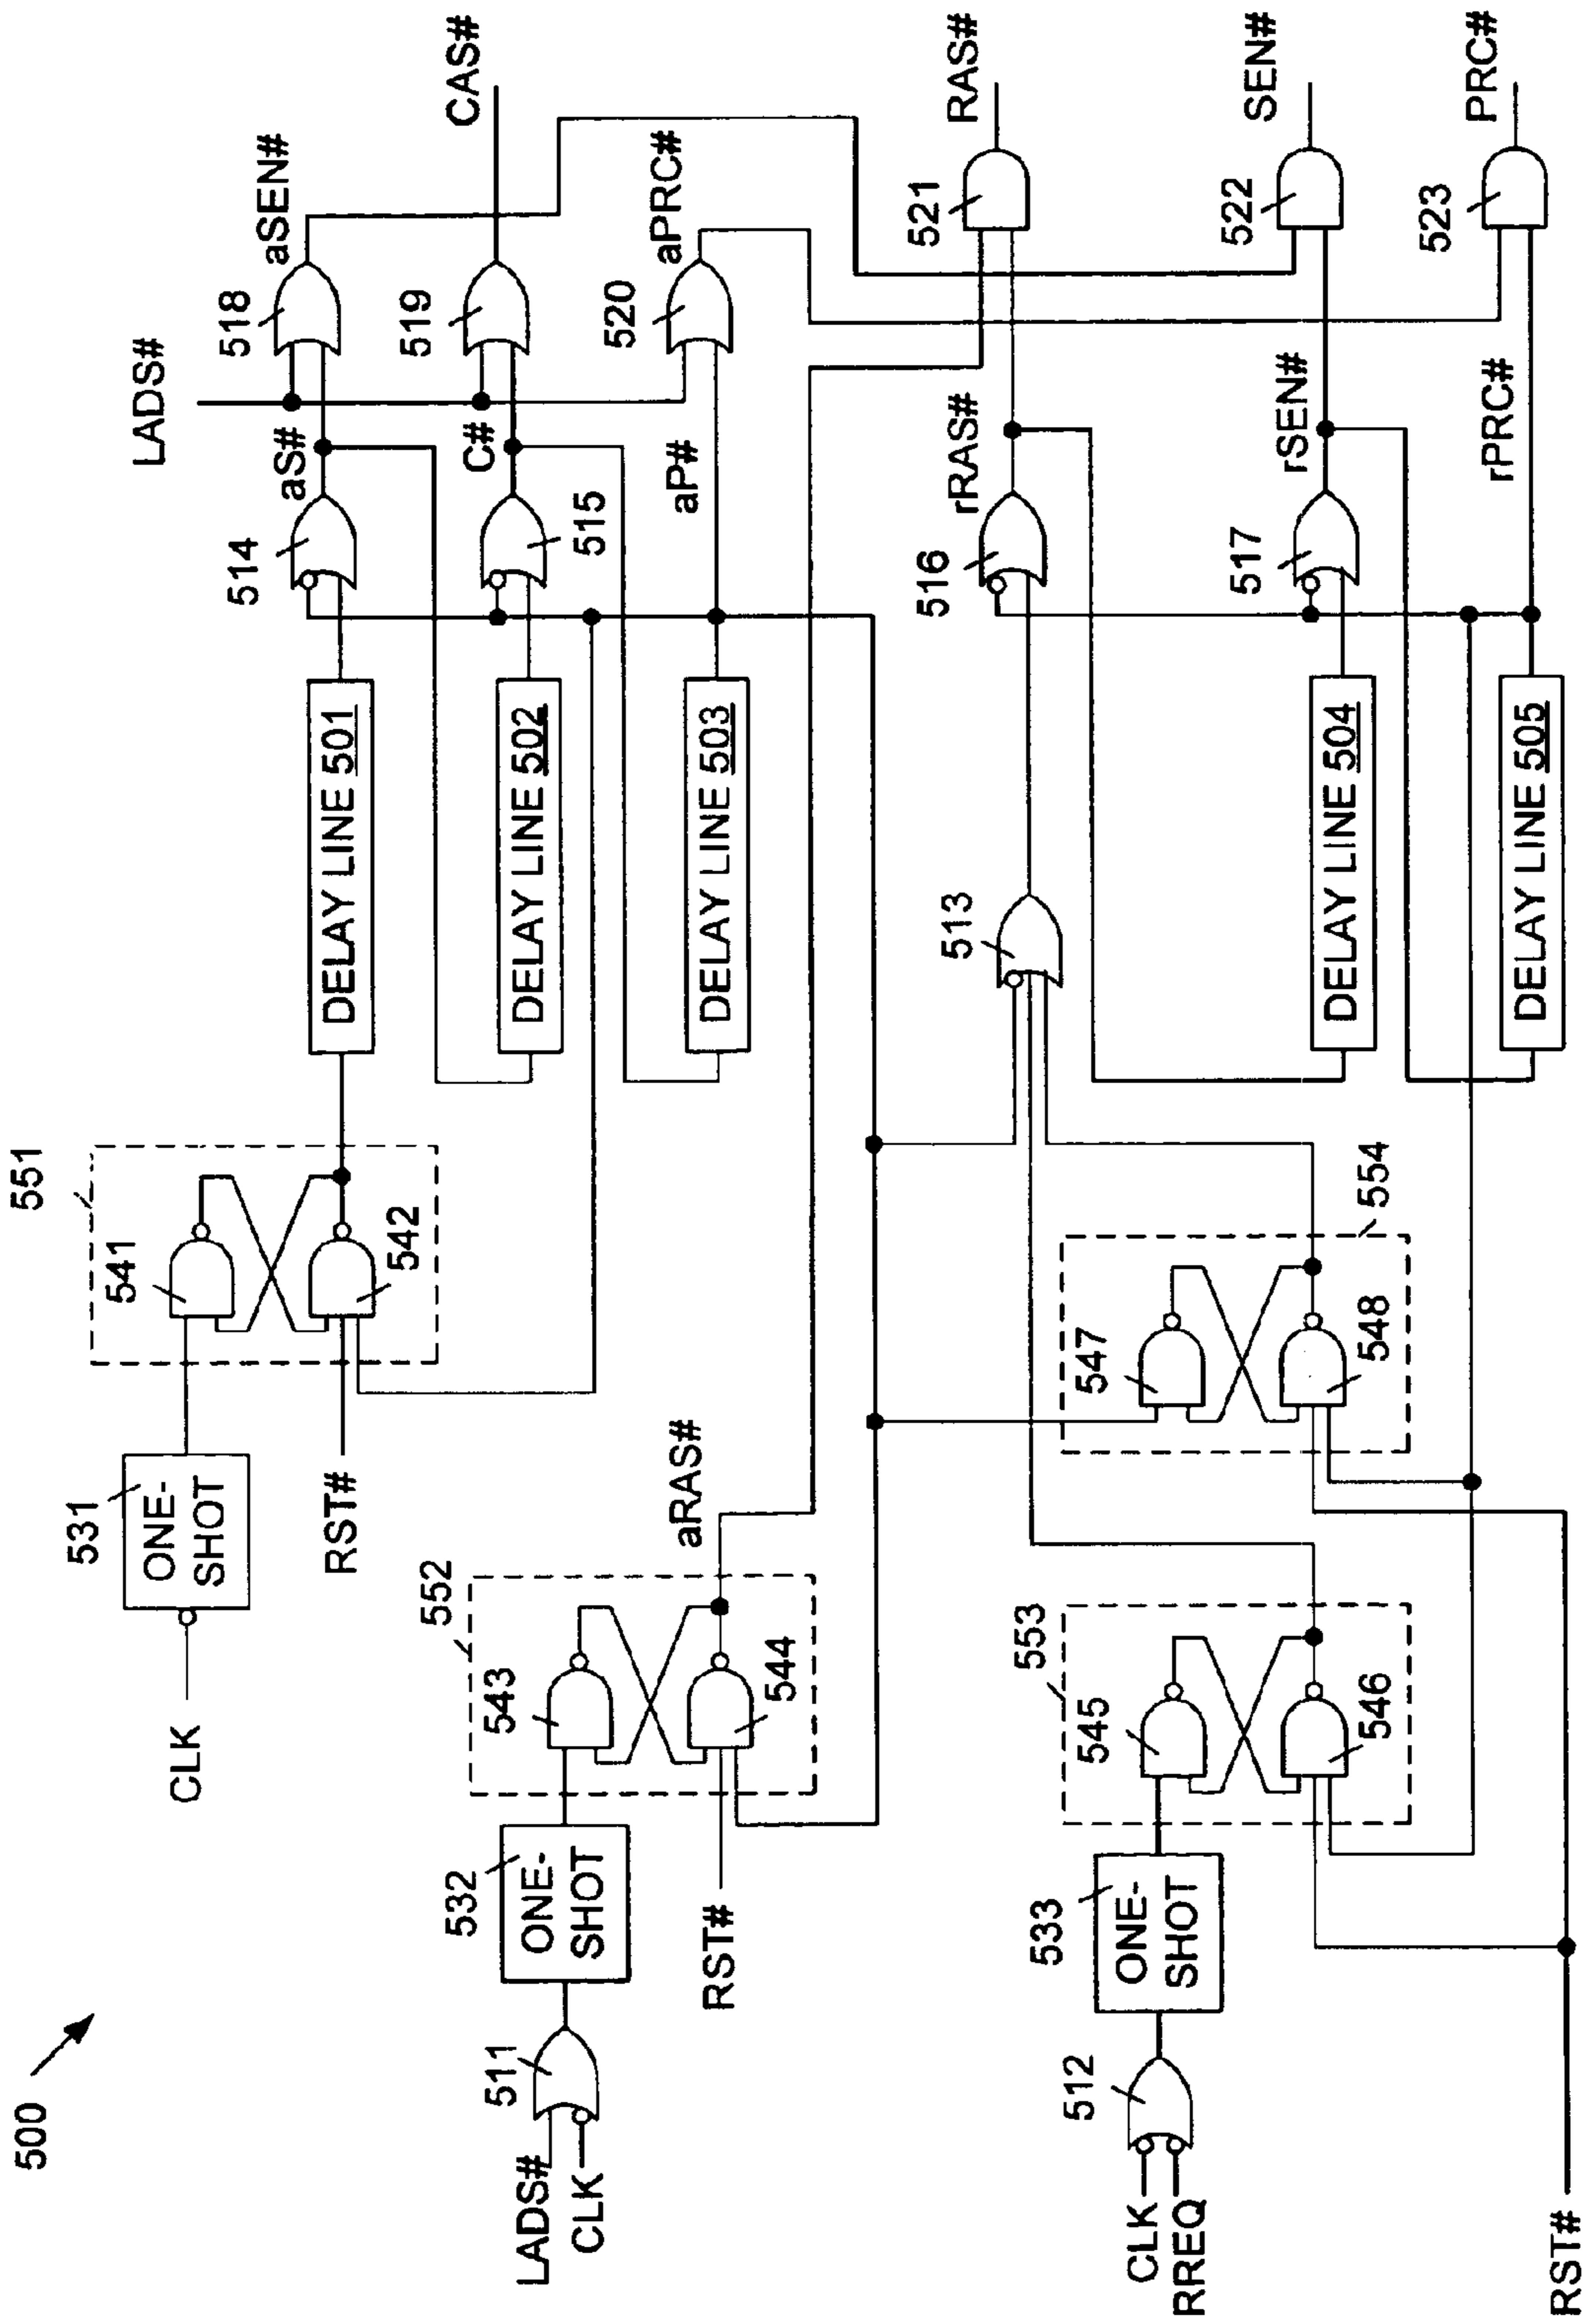 500
LADS#
CLK
511
532
ONE-
SHOT
RST#
CLK
531
ONE-
SHOT
RST#
551
541
542
552
543
544
aRAS#
DELAY LINE 501
DELAY LINE 502
DELAY LINE 503
514
aS#
515
C#
aP#
LADS#
518
aSEN#
519
CAS#
520
aPRC#
CLK
RREQ
512
533
ONE-
SHOT
RST#
553
545
546
554
547
548
513
DELAY LINE 504
DELAY LINE 505
516
rRAS#
517
rSEN#
rPRC#
521
RAS#
522
SEN#
523
PRC#